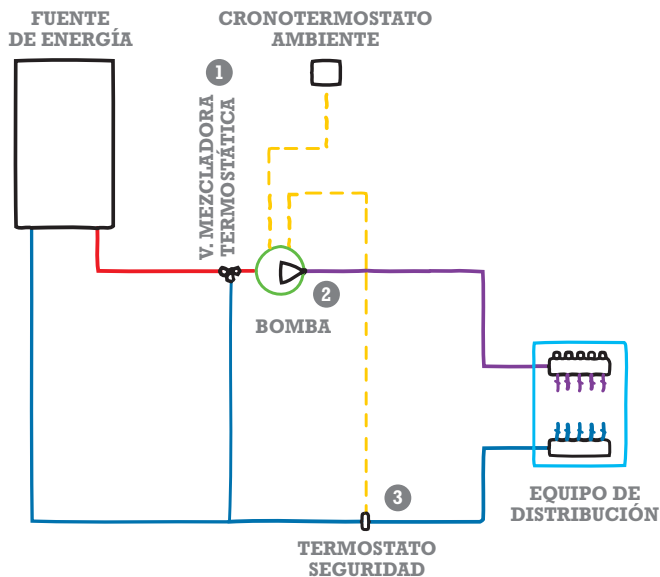 FUENTE
DE ENERGÍA
CRONOTERMOSTATO
AMBIENTE
1
V. MEZCLADORA
TERMOSTÁTICA
2
BOMBA
3
EQUIPO DE
DISTRIBUCIÓN
TERMOSTATO
SEGURIDAD